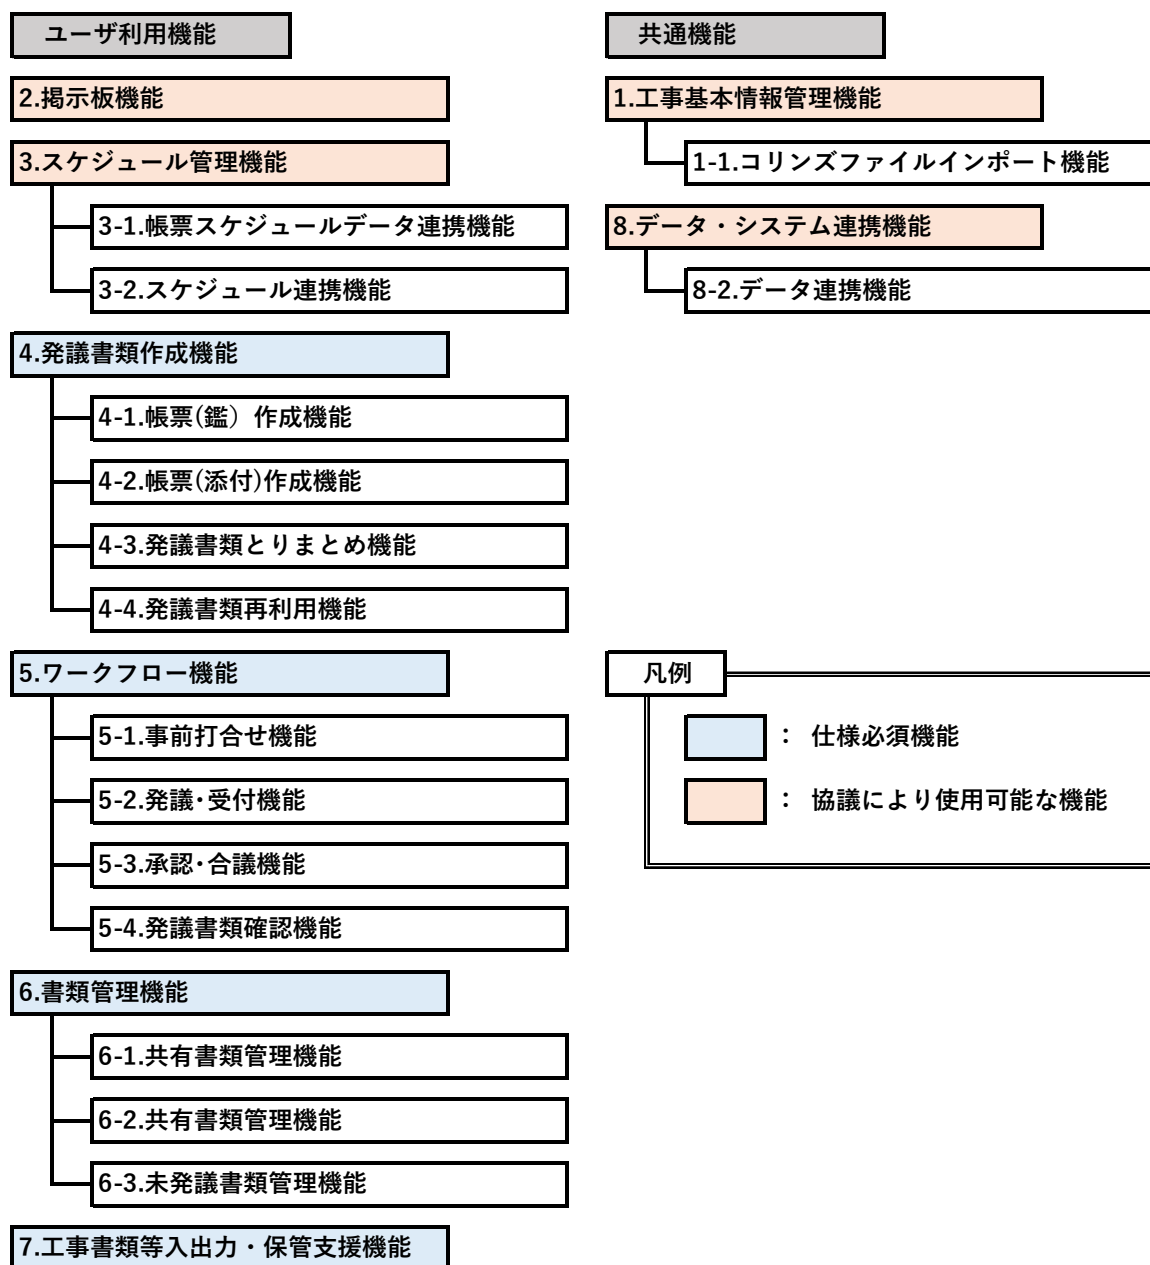 ユーザ利用機能
2.掲示板機能
3.スケジュール管理機能
3-1.帳票スケジュールデータ連携機能
3-2.スケジュール連携機能
4.発議書類作成機能
4-1.帳票(鑑）作成機能
4-2.帳票(添付)作成機能
4-3.発議書類とりまとめ機能
4-4.発議書類再利用機能
5.ワークフロー機能
5-1.事前打合せ機能
5-2.発議･受付機能
5-3.承認･合議機能
5-4.発議書類確認機能
6.書類管理機能
6-1.共有書類管理機能
6-2.共有書類管理機能
6-3.未発議書類管理機能
7.工事書類等入出力・保管支援機能
共通機能
1.工事基本情報管理機能
1-1.コリンズファイルインポート機能
8.データ・システム連携機能
8-2.データ連携機能
凡例
： 仕様必須機能
： 協議により使用可能な機能